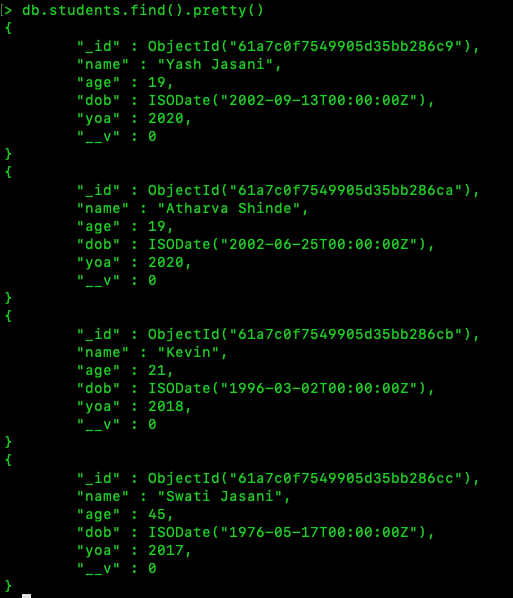 [> db.students.find().pretty()
{
"_id" : ObjectId("61a7c0f7549905d35bb286c9"),
"name" : "Yash Jasani",
"age" : 19,
"dob" : ISODate("2002-09-13T00:00:00Z"),
"yoa" : 2020,
"__v" : 0
}
{
"_id" : ObjectId("61a7c0f7549905d35bb286ca"),
"name" : "Atharva Shinde",
"age" : 19,
"dob" : ISODate("2002-06-25T00:00:00Z"),
"yoa" : 2020,
"__v" : 0
}
{
"_id" : ObjectId("61a7c0f7549905d35bb286cb"),
"name" : "Kevin",
"age" : 21,
"dob" : ISODate("1996-03-02T00:00:00Z"),
"yoa" : 2018,
"__v" : 0
}
{
"_id" : ObjectId("61a7c0f7549905d35bb286cc"),
"name" : "Swati Jasani",
"age" : 45,
"dob" : ISODate("1976-05-17T00:00:00Z"),
"yoa" : 2017,
"__v" : 0
}